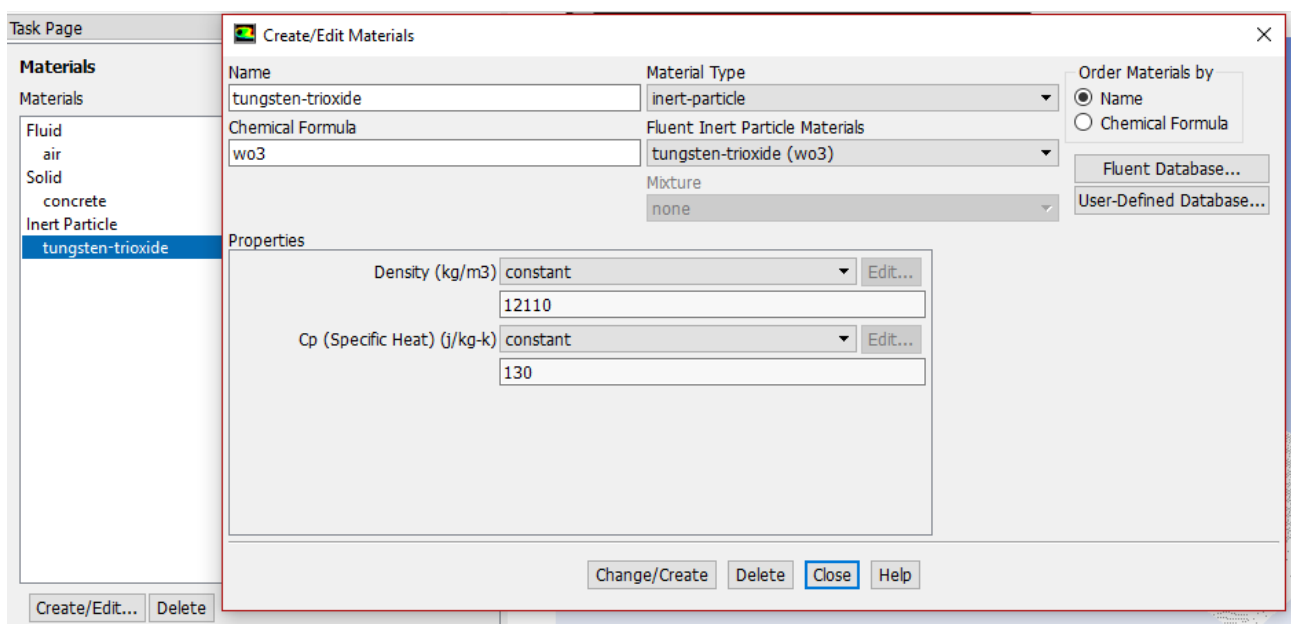 Task Page
Materials
Materials
Fluid
air
Solid
concrete
Inert Particle
tungsten-trioxide
Create/Edit... Delete
Create/Edit Materials
Name
tungsten-trioxide
Chemical Formula
wo3
Material Type
inert-particle
Fluent Inert Particle Materials
tungsten-trioxide (wo3)
Mixture
none
Order Materials by
Name
Chemical Formula
Fluent Database...
User-Defined Database...
Properties
Density (kg/m3) constant Edit...
12110
Cp (Specific Heat) (j/kg-k) constant Edit...
130
Change/Create Delete Close Help